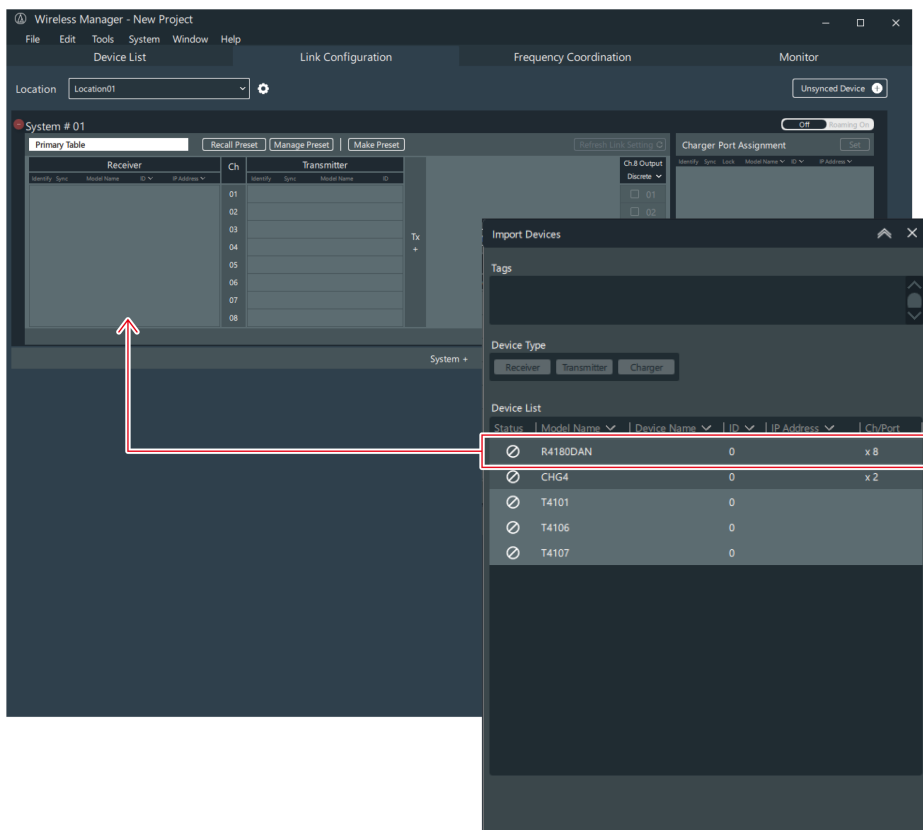 Wireless Manager - New Project
File Edit Tools System Window Help
Device List Link Configuration Frequency Coordination Monitor
Location Location01 Unsynced Device
System # 01 Off Roaming On
Primary Table Recall Preset Manage Preset Make Preset Refresh Link Setting Charger Port Assignment Set
Receiver Ch Transmitter Ch.8 Output
Identify Sync Model Name ID IP Address Identify Sync Model Name ID Discrete Identify Sync Lock Model Name ID IP Address
01 01
02 02
03
Tx
04 +
05
06
07
08
System +
Import Devices
Tags
Device Type
Receiver Transmitter Charger
Device List
Status Model Name Device Name ID IP Address Ch/Port
R4180DAN 0 x 8
CHG4 0 x 2
T4101 0
T4106 0
T4107 0